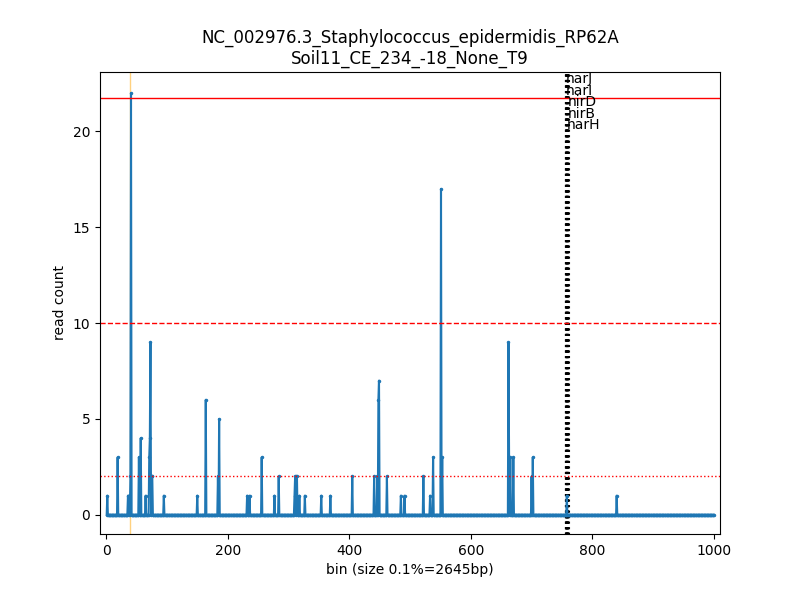 NC_002976.3_Staphylococcus_epidermidis_RP62A
Soil11_CE_234_-18_None_T9
narJ
narI
nirD
nirB
narH
20
15
10
5
0
read count
0 200 400 600 800 1000
bin (size 0.1%=2645bp)